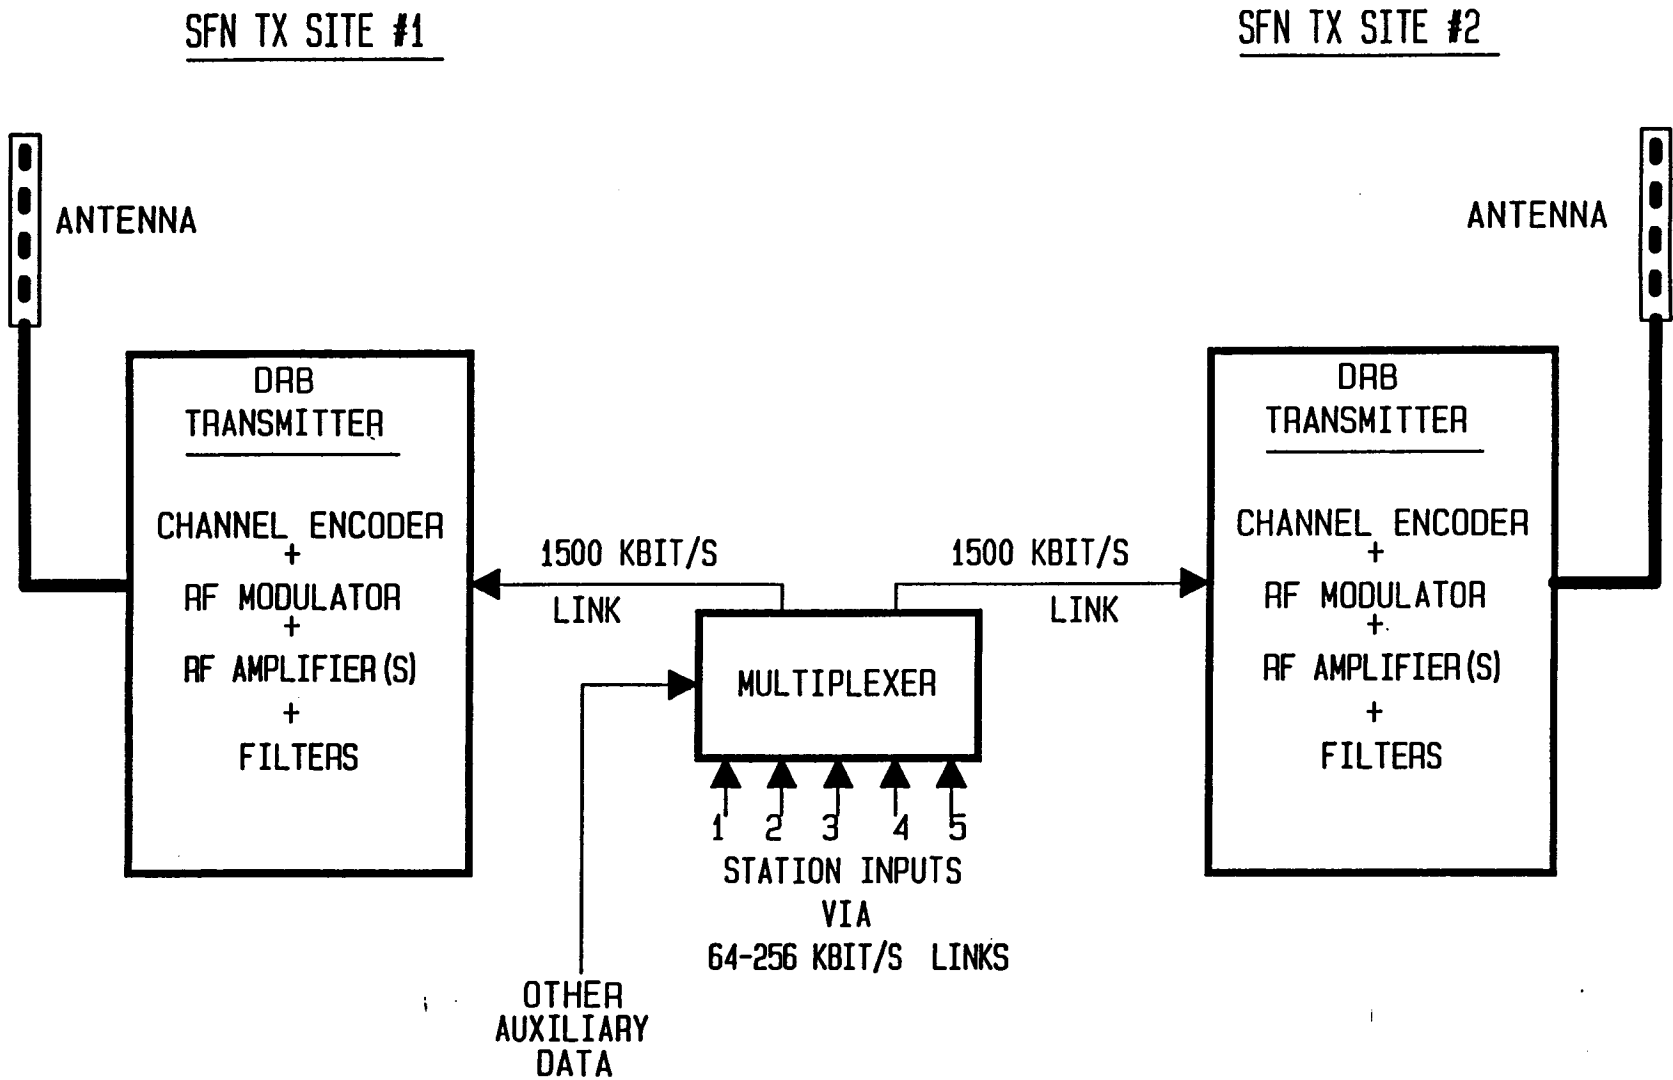 SFN TX SITE #1
SFN TX SITE #2
ANTENNA
ANTENNA
DRB
TRANSMITTER
CHANNEL ENCODER
+
RF MODULATOR
+
RF AMPLIFIER(S)
+
FILTERS
1500 KBIT/S
LINK
1500 KBIT/S
LINK
MULTIPLEXER
1 2 3 4 5
STATION INPUTS
VIA
64-256 KBIT/S LINKS
OTHER
AUXILIARY
DATA
DRB
TRANSMITTER
CHANNEL ENCODER
+
RF MODULATOR
+
RF AMPLIFIER(S)
+
FILTERS